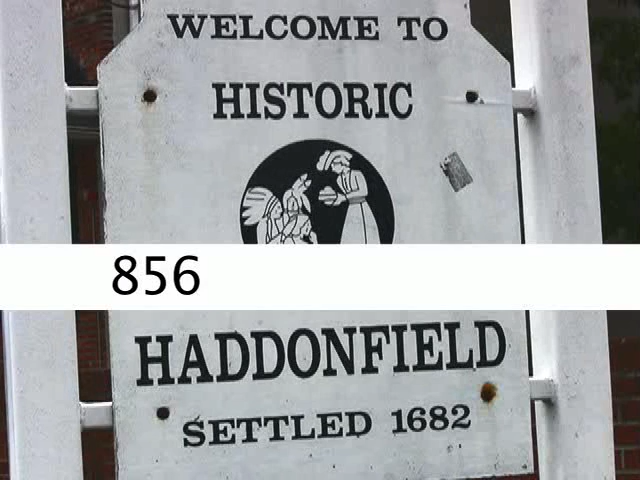 WELCOME TO
HISTORIC
856
HADDONFIELD
SETTLED 1682